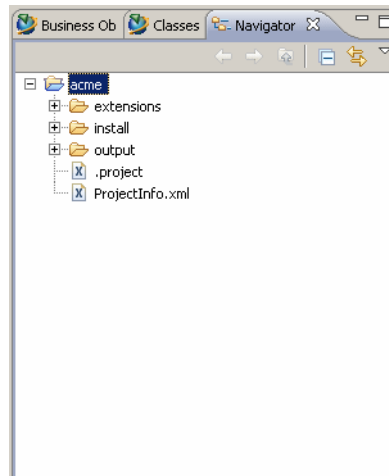 Business Ob Classes Navigator
acme
extensions
install
output
.project
ProjectInfo.xml